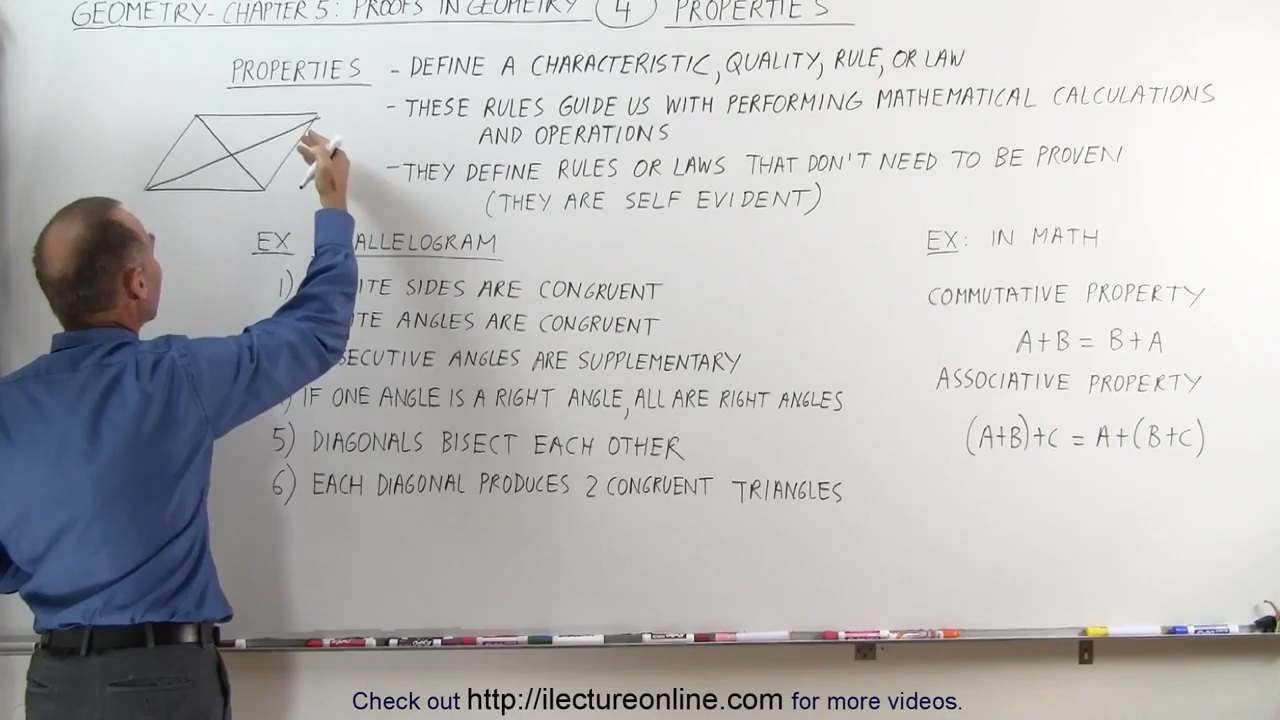 GEOMETRY- CHAPTER 5: PROOFS IN GEOMETRY 4 PROPERTIES
PROPERTIES - DEFINE A CHARACTERISTIC, QUALITY, RULE, OR LAW
- THESE RULES GUIDE US WITH PERFORMING MATHEMATICAL CALCULATIONS
AND OPERATIONS
- THEY DEFINE RULES OR LAWS THAT DON'T NEED TO BE PROVEN
(THEY ARE SELF EVIDENT)
EX ALLELOGRAM
1) ITE SIDES ARE CONGRUENT
ITE ANGLES ARE CONGRUENT
SECUTIVE ANGLES ARE SUPPLEMENTARY
) IF ONE ANGLE IS A RIGHT ANGLE, ALL ARE RIGHT ANGLES
5) DIAGONALS BISECT EACH OTHER
6) EACH DIAGONAL PRODUCES 2 CONGRUENT TRIANGLES
EX: IN MATH
COMMUTATIVE PROPERTY
A+B = B+A
ASSOCIATIVE PROPERTY
(A+B)+C = A+(B+C)
Check out http://ilectureonline.com for more videos.